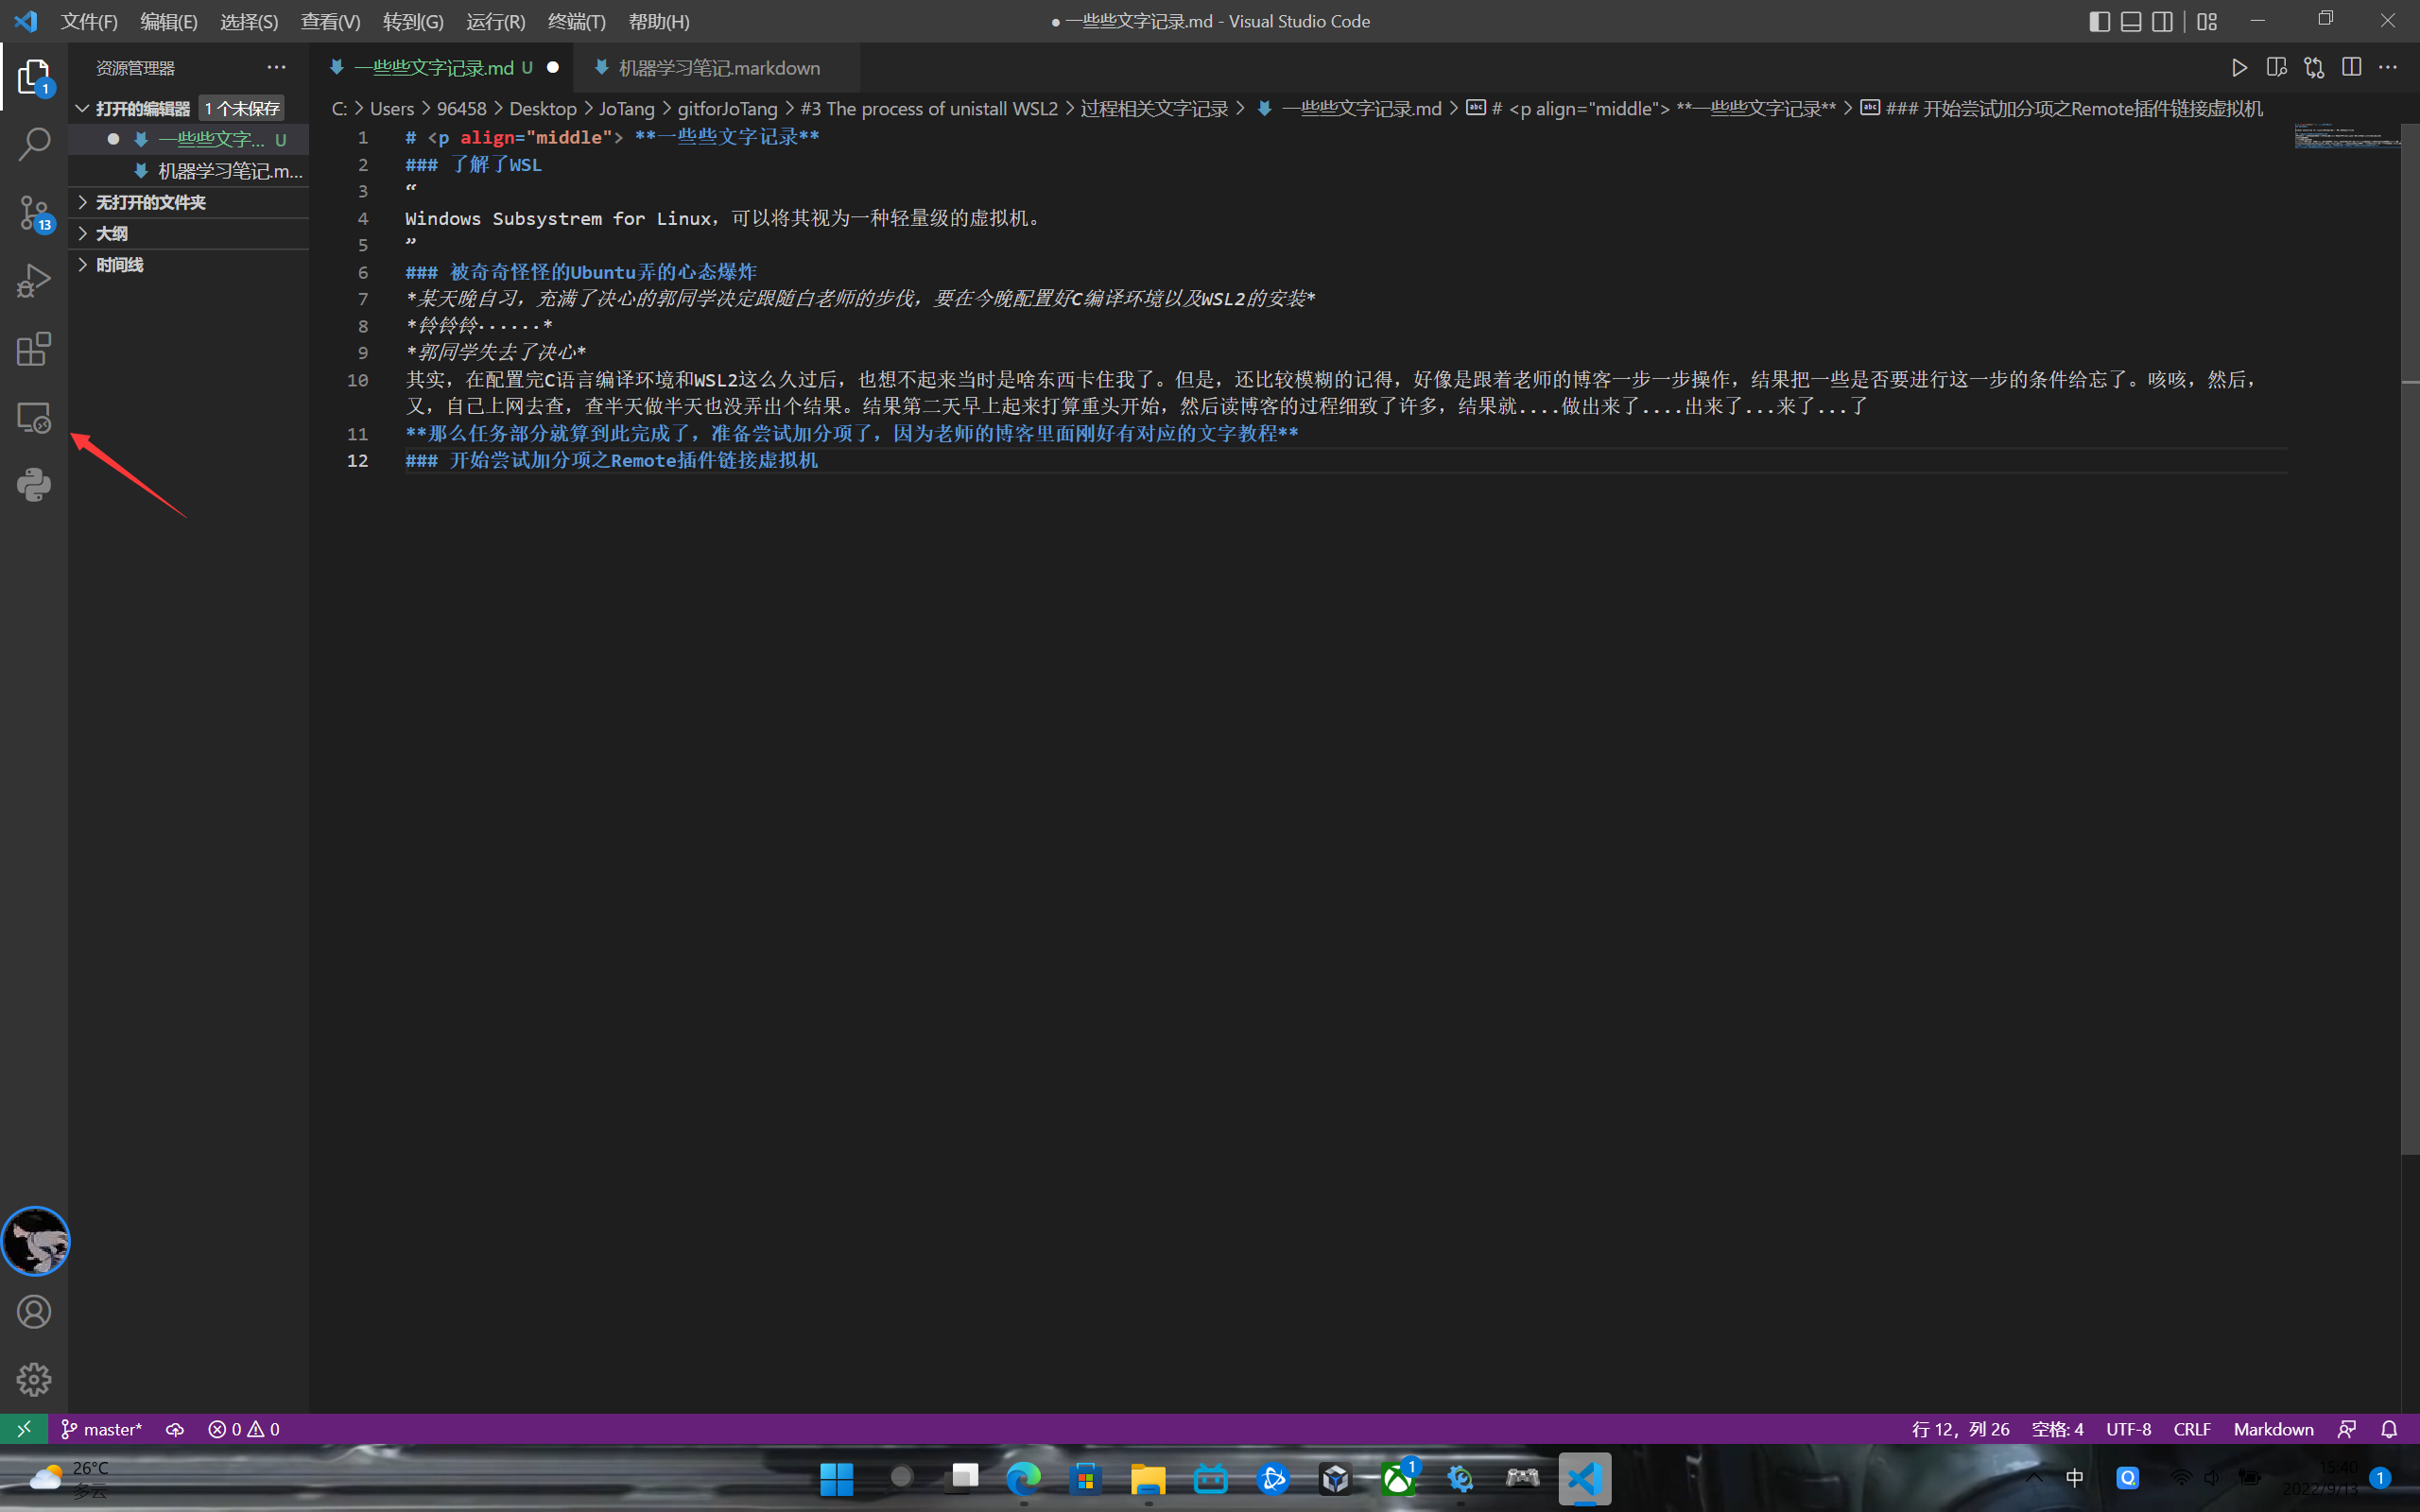 文件(F) 编辑(E) 选择(S) 查看(V) 转到(G) 运行(R) 终端(T) 帮助(H)
● 一些些文字记录.md - Visual Studio Code
资源管理器 ···
一些些文字记录.md U ●
机器学习笔记.markdown
打开的编辑器 1 个未保存
一些些文字... U
机器学习笔记.m...
无打开的文件夹
大纲
时间线
1
13
C: > Users > 96458 > Desktop > JoTang > gitforJoTang > #3 The process of unistall WSL2 > 过程相关文字记录 > 一些些文字记录.md > # <p align="middle"> **一些些文字记录** > ### 开始尝试加分项之Remote插件链接虚拟机
1 # <p align="middle"> **一些些文字记录**
2 ### 了解了WSL
3 “
4 Windows Subsystrem for Linux，可以将其视为一种轻量级的虚拟机。
5 ”
6 ### 被奇奇怪怪的Ubuntu弄的心态爆炸
7 *某天晚自习，充满了决心的郭同学决定跟随白老师的步伐，要在今晚配置好C编译环境以及WSL2的安装*
8 *铃铃铃······*
9 *郭同学失去了决心*
10 其实，在配置完C语言编译环境和WSL2这么久过后，也想不起来当时是啥东西卡住我了。但是，还比较模糊的记得，好像是跟着老师的博客一步一步操作，结果把一些是否要进行这一步的条件给忘了。咳咳，然后，
又，自己上网去查，查半天做半天也没弄出个结果。结果第二天早上起来打算重头开始，然后读博客的过程细致了许多，结果就....做出来了....出来了...来了...了
11 **那么任务部分就算到此完成了，准备尝试加分项了，因为老师的博客里面刚好有对应的文字教程**
12 ### 开始尝试加分项之Remote插件链接虚拟机
master* 0 0
行 12，列 26 空格: 4 UTF-8 CRLF Markdown
26°C
多云
1
中
15:40
2022/9/13
1